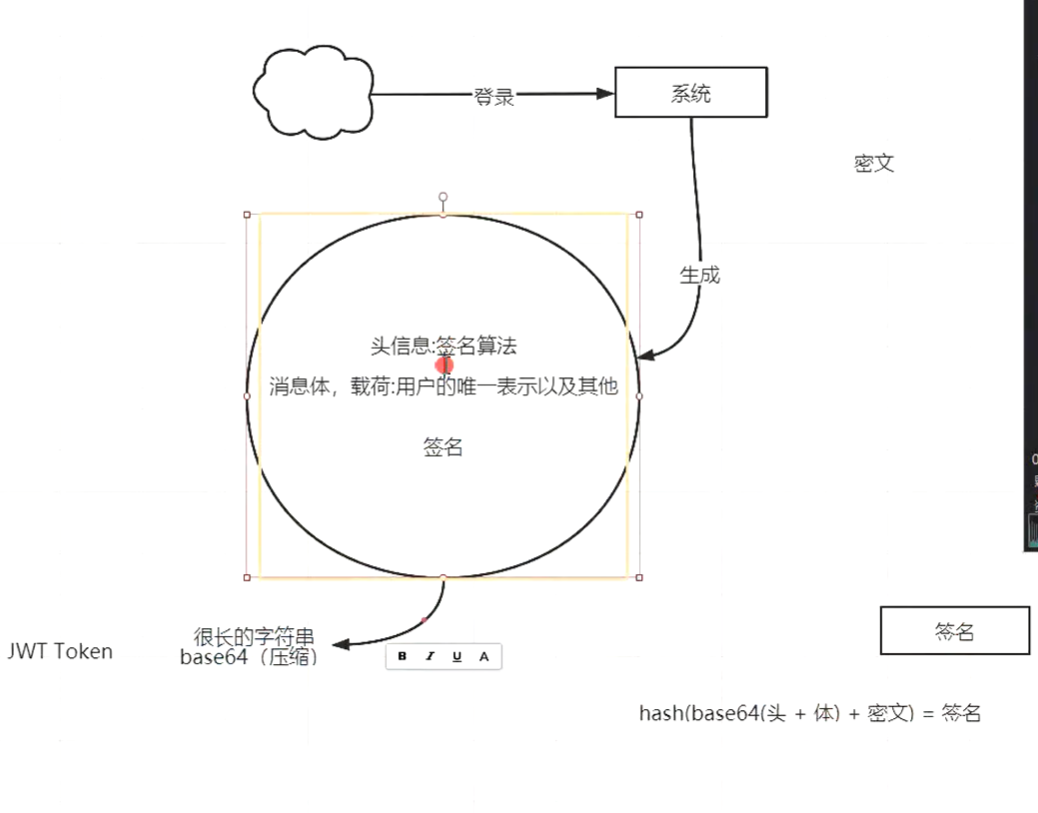 登录
系统
密文
生成
头信息:签名算法
消息体，载荷:用户的唯一表示以及其他
签名
JWT Token
很长的字符串
base64（压缩）
B I U A
签名
hash(base64(头 + 体) + 密文) = 签名